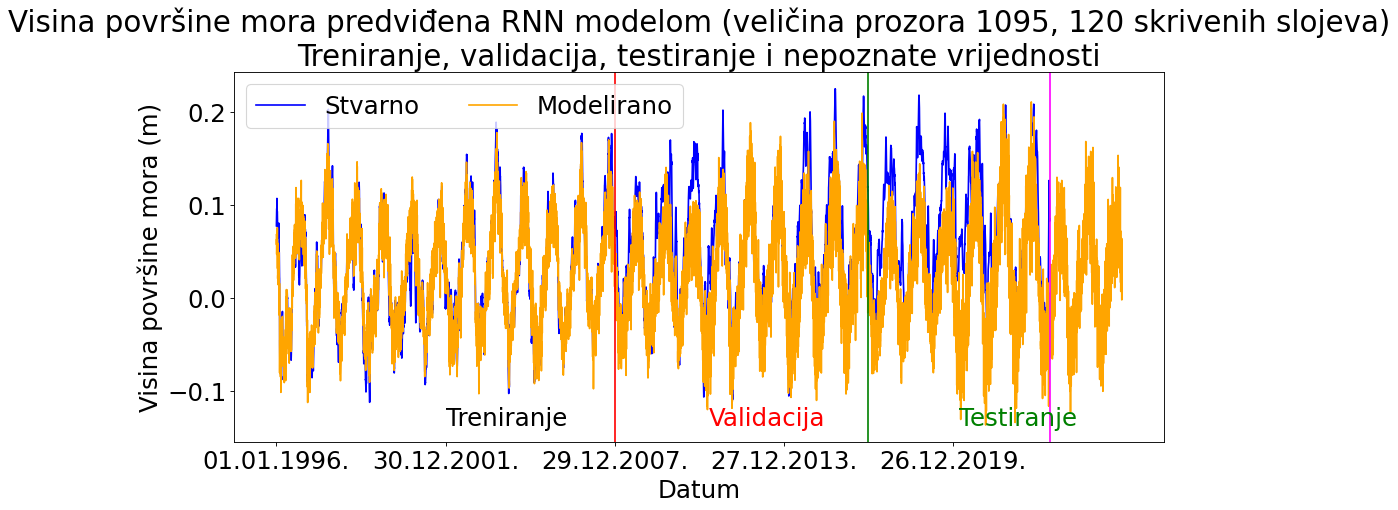 Visina površine mora predviđena RNN modelom (veličina prozora 1095, 120 skrivenih slojeva)
Treniranje, validacija, testiranje i nepoznate vrijednosti
Stvarno Modelirano
Visina površine mora (m)
0.2
0.1
0.0
−0.1
Treniranje Validacija Testiranje
01.01.1996. 30.12.2001. 29.12.2007. 27.12.2013. 26.12.2019.
Datum